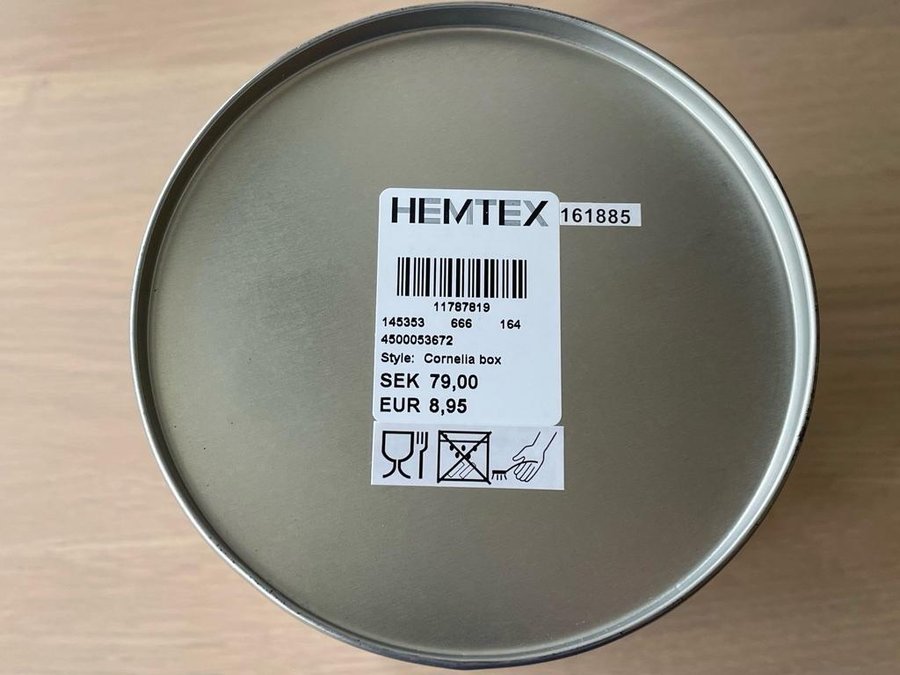 HEMTEX
161885
11787819
145353 666 164
4500053672
Style: Cornelia box
SEK 79,00
EUR 8,95